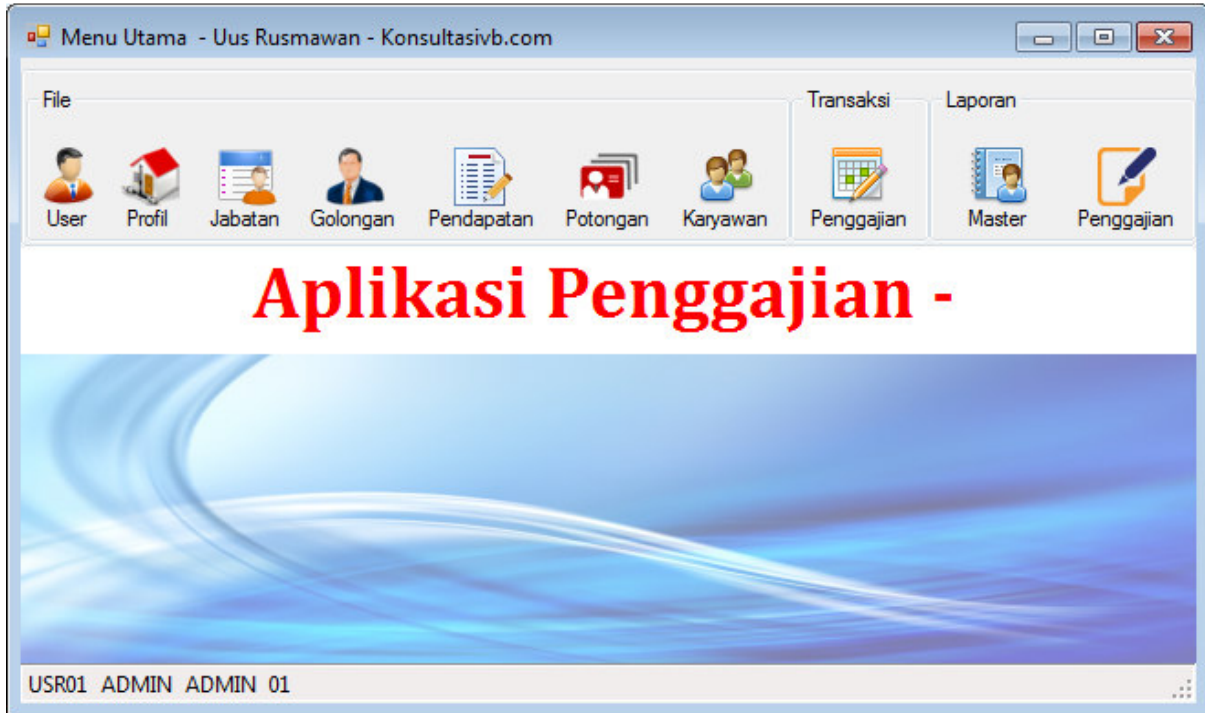 Menu Utama - Uus Rusmawan - Konsultasivb.com
File Transaksi Laporan
User Profil Jabatan Golongan Pendapatan Potongan Karyawan Penggajian Master Penggajian
Aplikasi Penggajian -
USR01 ADMIN ADMIN 01